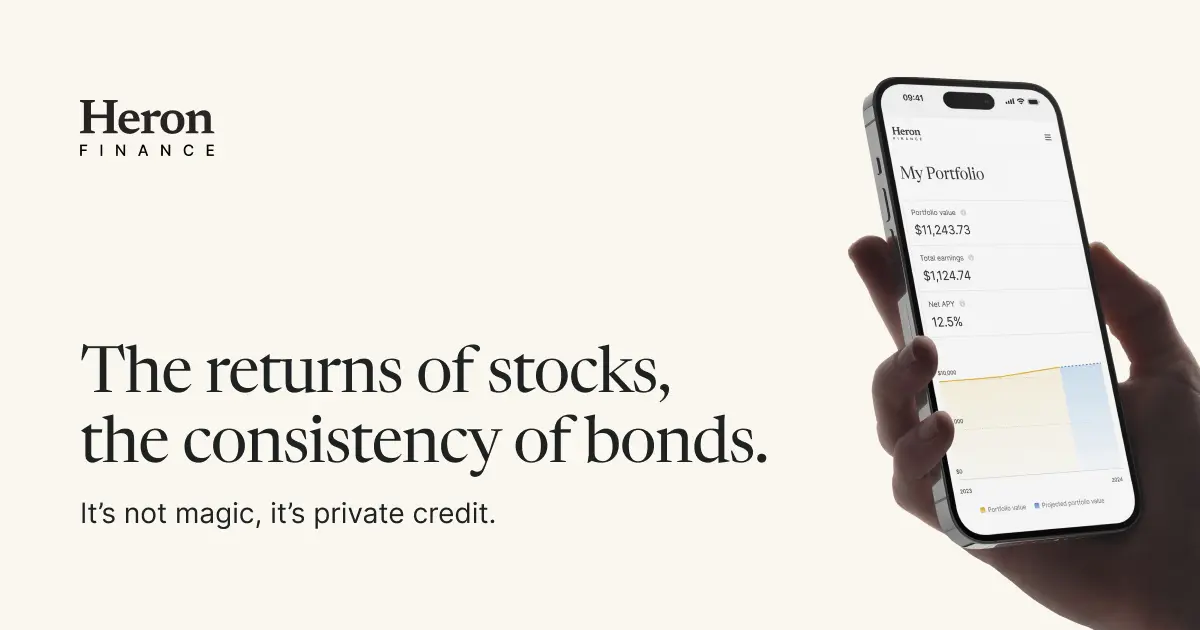 Heron
FINANCE
The returns of stocks,
the consistency of bonds.
It’s not magic, it’s private credit.
09:41
Heron
FINANCE
My Portfolio
Portfolio value
$11,243.73
Total earnings
$1,124.74
Net APY
12.5%
$10,000
000
$0
2023
2024
Portfolio value
Projected portfolio value